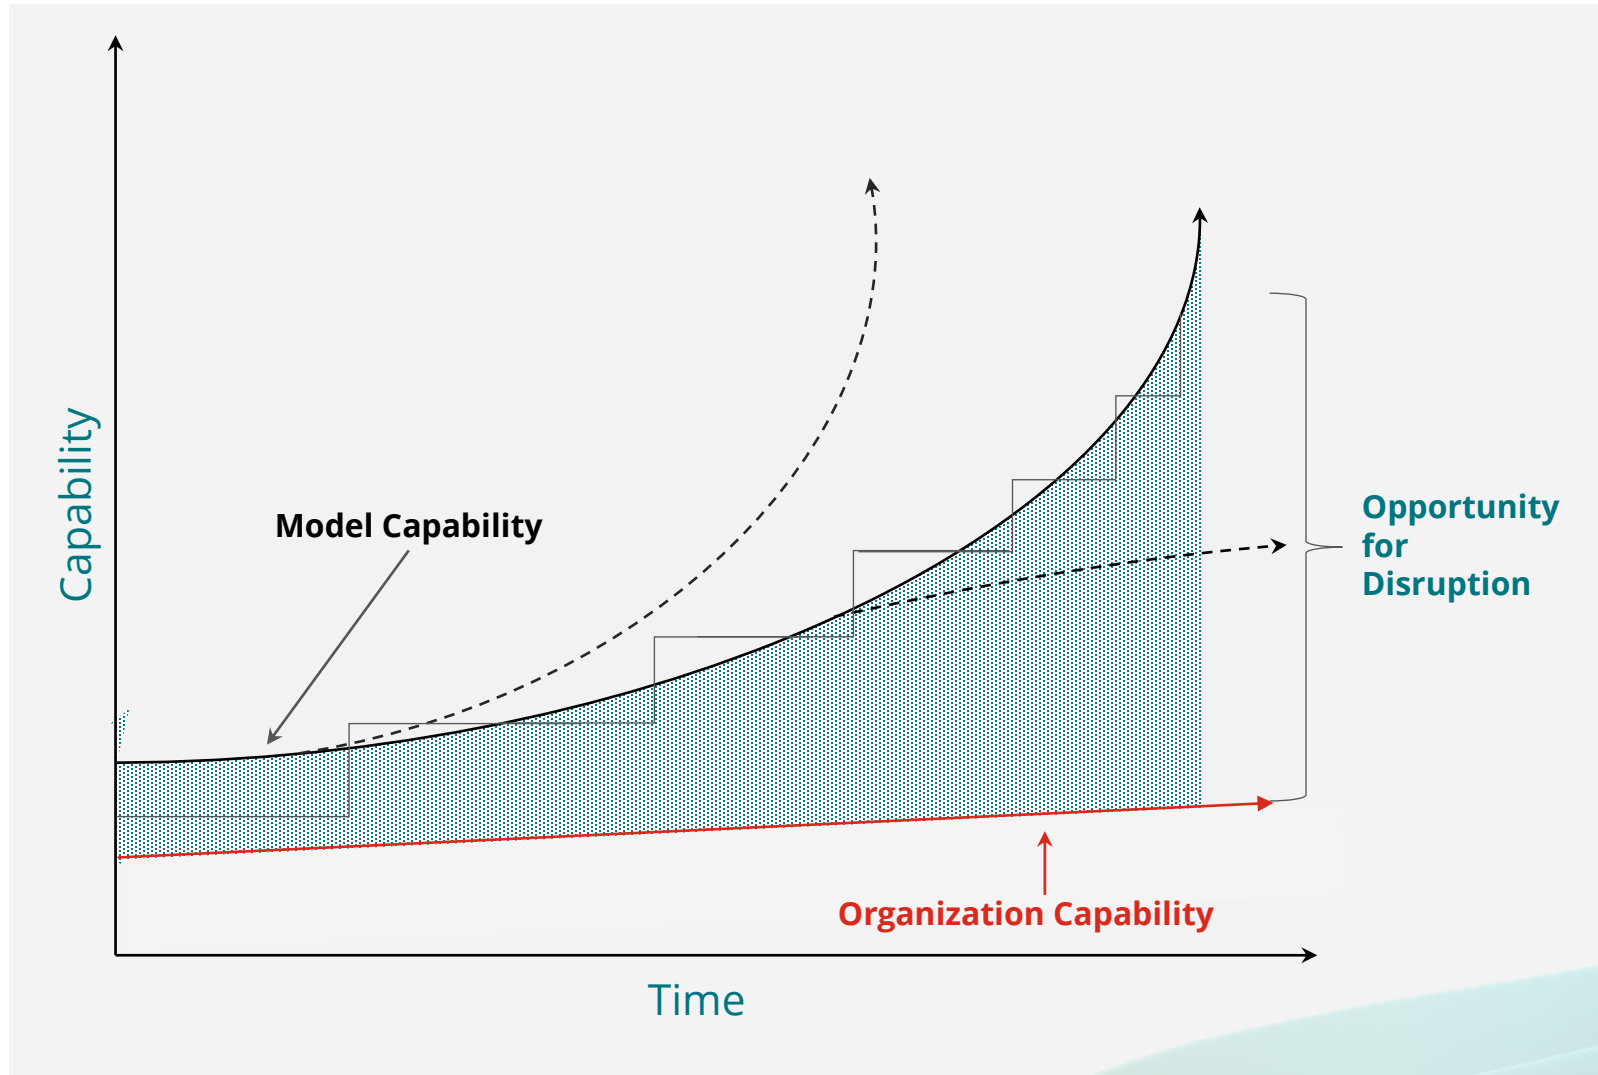 Capability
Model Capability
Opportunity
for
Disruption
Organization Capability
Time